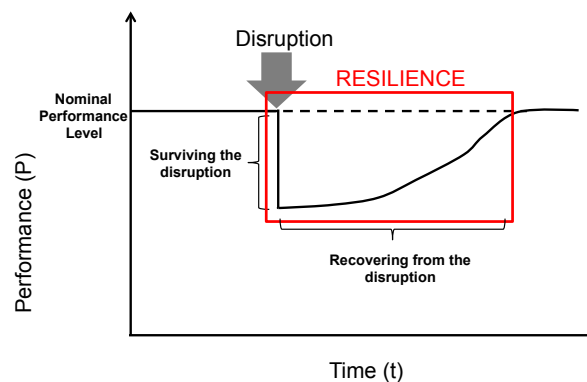 Disruption
RESILIENCE
Nominal
Performance
Level
Surviving the
disruption
Recovering from the
disruption
Performance (P)
Time (t)